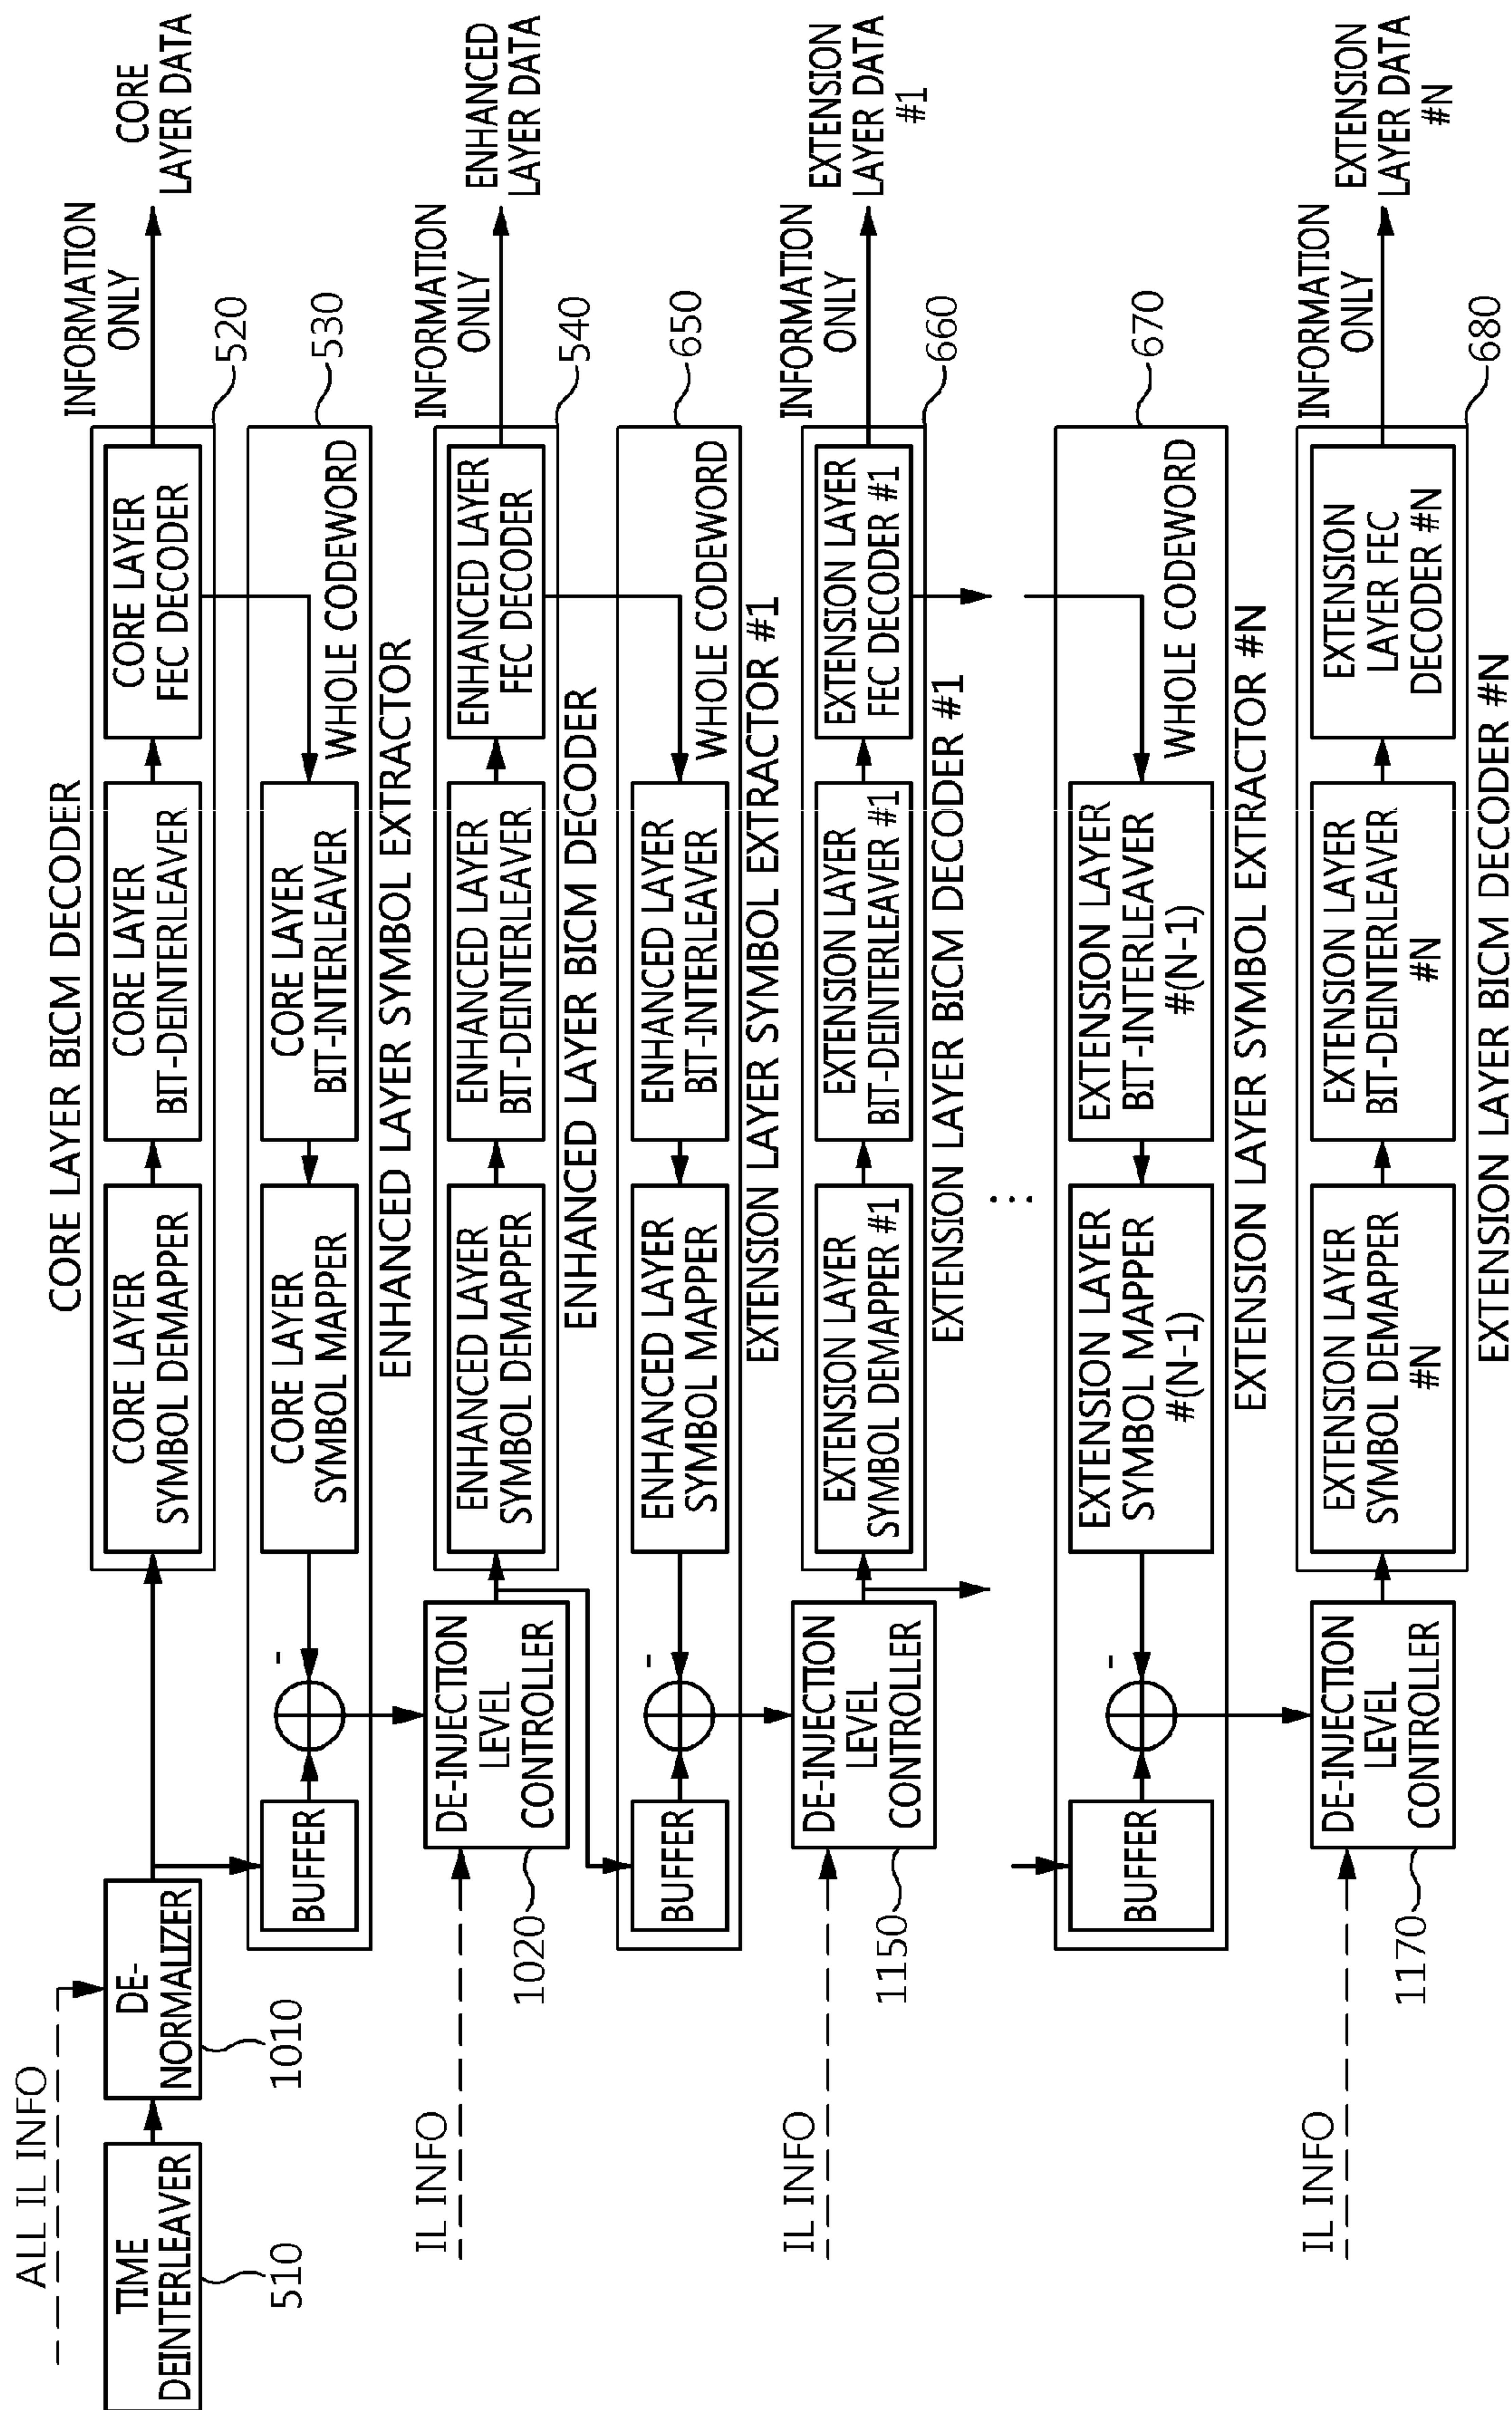 ALL IL INFO
TIME
DEINTERLEAVER
510
DE-
NORMALIZER
1010
CORE LAYER BICM DECODER
CORE LAYER
SYMBOL DEMAPPER
CORE LAYER
BIT-DEINTERLEAVER
CORE LAYER
FEC DECODER
INFORMATION
ONLY
CORE
LAYER DATA
520
BUFFER
-
CORE LAYER
SYMBOL MAPPER
CORE LAYER
BIT-INTERLEAVER
WHOLE CODEWORD
530
ENHANCED LAYER SYMBOL EXTRACTOR
IL INFO
DE-INJECTION
LEVEL
CONTROLLER
1020
ENHANCED LAYER
SYMBOL DEMAPPER
ENHANCED LAYER
BIT-DEINTERLEAVER
ENHANCED LAYER
FEC DECODER
INFORMATION
ONLY
ENHANCED
LAYER DATA
540
ENHANCED LAYER BICM DECODER
BUFFER
-
ENHANCED LAYER
SYMBOL MAPPER
ENHANCED LAYER
BIT-INTERLEAVER
WHOLE CODEWORD
650
EXTENSION LAYER SYMBOL EXTRACTOR #1
IL INFO
DE-INJECTION
LEVEL
CONTROLLER
1150
EXTENSION LAYER
SYMBOL DEMAPPER #1
EXTENSION LAYER
BIT-DEINTERLEAVER #1
EXTENSION LAYER
FEC DECODER #1
INFORMATION
ONLY
EXTENSION
LAYER DATA
#1
660
EXTENSION LAYER BICM DECODER #1
...
BUFFER
-
EXTENSION LAYER
SYMBOL MAPPER
#(N-1)
EXTENSION LAYER
BIT-INTERLEAVER
#(N-1)
WHOLE CODEWORD
670
EXTENSION LAYER SYMBOL EXTRACTOR #N
IL INFO
DE-INJECTION
LEVEL
CONTROLLER
1170
EXTENSION LAYER
SYMBOL DEMAPPER
#N
EXTENSION LAYER
BIT-DEINTERLEAVER
#N
EXTENSION
LAYER FEC
DECODER #N
INFORMATION
ONLY
EXTENSION
LAYER DATA
#N
680
EXTENSION LAYER BICM DECODER #N